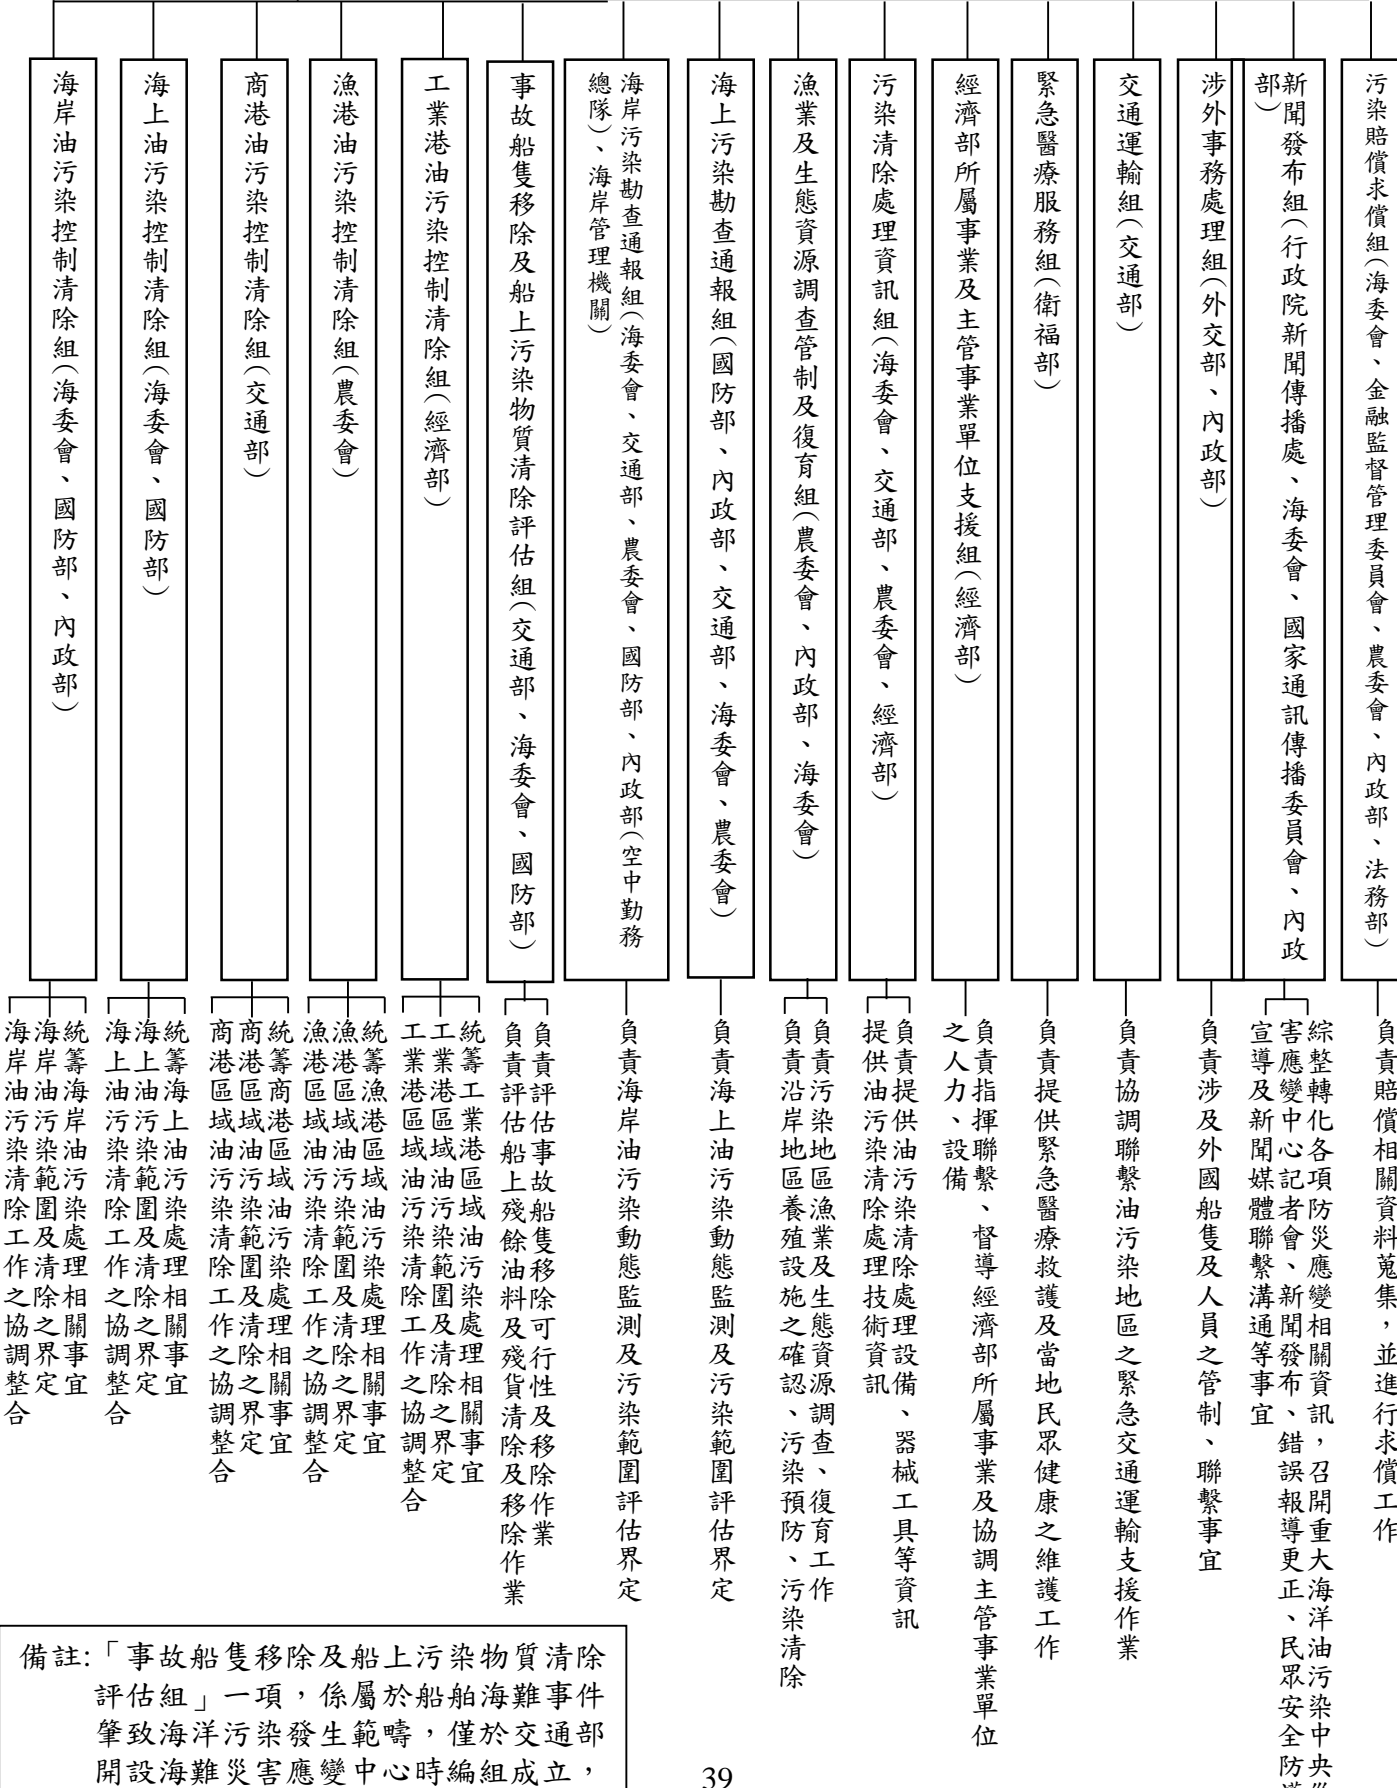 污染賠償求償組(海委會、金融監督管理委員會、農委會、內政部、法務部)
新聞發布組(行政院新聞傳播處、海委會、國家通訊傳播委員會、內政
部)
涉外事務處理組(外交部、內政部)
交通運輸組(交通部)
緊急醫療服務組(衛福部)
經濟部所屬事業及主管事業單位支援組(經濟部)
污染清除處理資訊組(海委會、交通部、農委會、經濟部)
漁業及生態資源調查管制及復育組(農委會、內政部、海委會)
海上污染勘查通報組(國防部、內政部、交通部、海委會、農委會)
海岸污染勘查通報組(海委會、交通部、農委會、國防部、內政部(空中勤務
總隊)、海岸管理機關)
事故船隻移除及船上污染物質清除評估組(交通部、海委會、國防部)
工業港油污染控制清除組(經濟部)
漁港油污染控制清除組(農委會)
商港油污染控制清除組(交通部)
海上油污染控制清除組(海委會、國防部)
海岸油污染控制清除組(海委會、國防部、內政部)
負責賠償相關資料蒐集，並進行求償工作
綜整轉化各項防災應變相關資訊，召開重大海洋油污染中央
害應變中心記者會、新聞發布、錯誤報導更正、民眾安全防
宣導及新聞媒體聯繫溝通等事宜
負責涉及外國船隻及人員之管制、聯繫事宜
負責協調聯繫油污染地區之緊急交通運輸支援作業
負責提供緊急醫療救護及當地民眾健康之維護工作
負責指揮聯繫、督導經濟部所屬事業及協調主管事業單位
之人力、設備
負責提供油污染清除處理設備、器械工具等資訊
提供油污染清除處理技術資訊
負責污染地區漁業及生態資源調查、復育工作
負責沿岸地區養殖設施之確認、污染預防、污染清除
負責海上油污染動態監測及污染範圍評估界定
負責海岸油污染動態監測及污染範圍評估界定
負責評估事故船隻移除可行性及移除作業
負責評估船上殘餘油料及殘貨清除及移除作業
統籌工業港區域油污染處理相關事宜
工業港區域油污染範圍及清除之界定
工業港區域油污染清除工作之協調整合
統籌漁港區域油污染處理相關事宜
漁港區域油污染範圍及清除之界定
漁港區域油污染清除工作之協調整合
統籌商港區域油污染處理相關事宜
商港區域油污染範圍及清除之界定
商港區域油污染清除工作之協調整合
統籌海上油污染處理相關事宜
海上油污染範圍及清除之界定
海上油污染清除工作之協調整合
統籌海岸油污染處理相關事宜
海岸油污染範圍及清除之界定
海岸油污染清除工作之協調整合
備註:「事故船隻移除及船上污染物質清除
評估組」一項，係屬於船舶海難事件
肇致海洋污染發生範疇，僅於交通部
開設海難災害應變中心時編組成立，
39